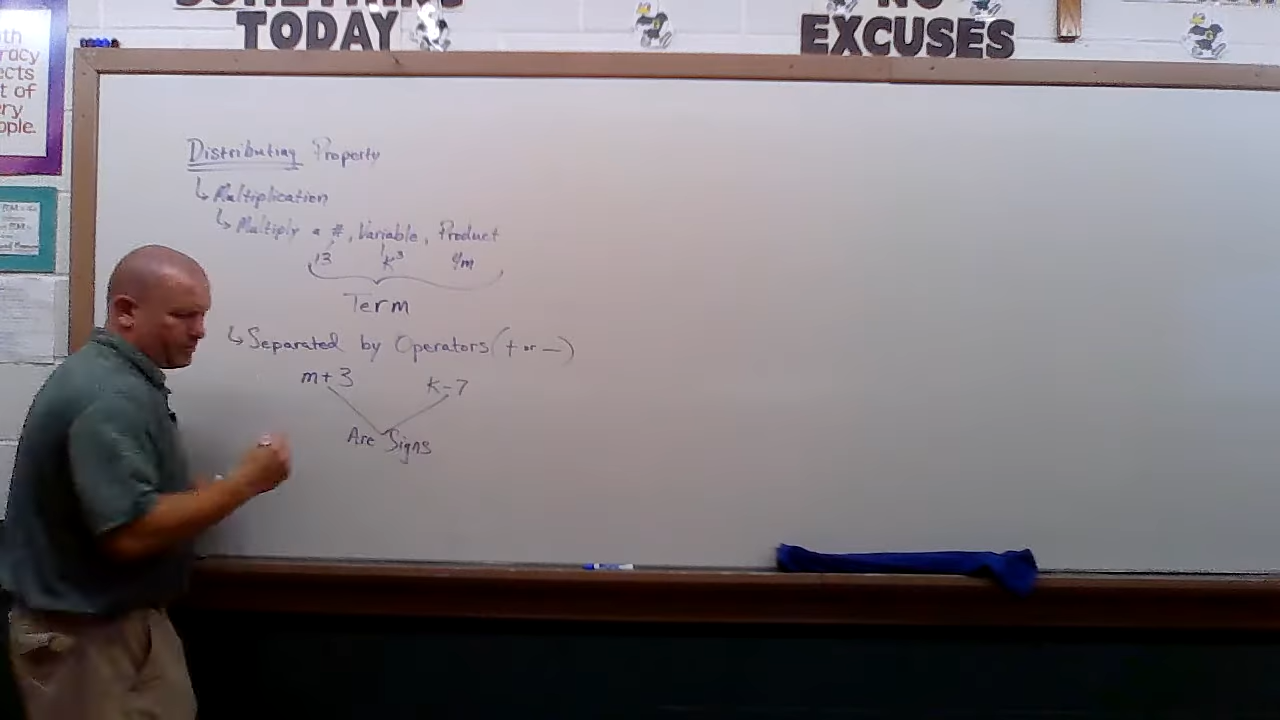 TODAY
NO
EXCUSES
Distributing Property
↳ Multiplication
↳ Multiply a #, Variable, Product
13 k³ 4m
Term
↳ Separated by Operators (+ or −)
m+3 k-7
Are Signs